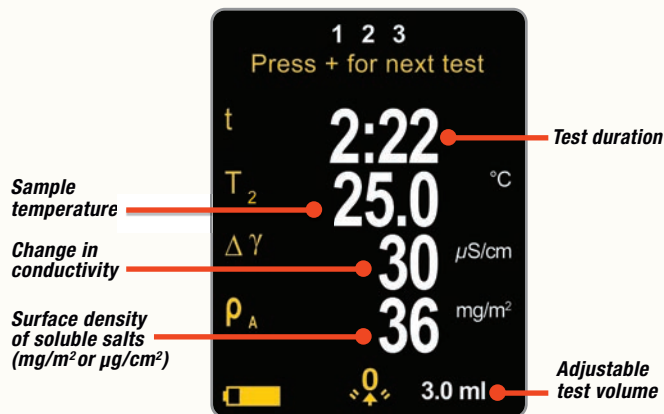 1 2 3
Press + for next test
t
2:22
Test duration
Sample
temperature
T2
25.0
°C
Change in
conductivity
Δγ
30
µS/cm
Surface density
of soluble salts
(mg/m² or µg/cm²)
ρA
36
mg/m²
0
3.0 ml
Adjustable
test volume